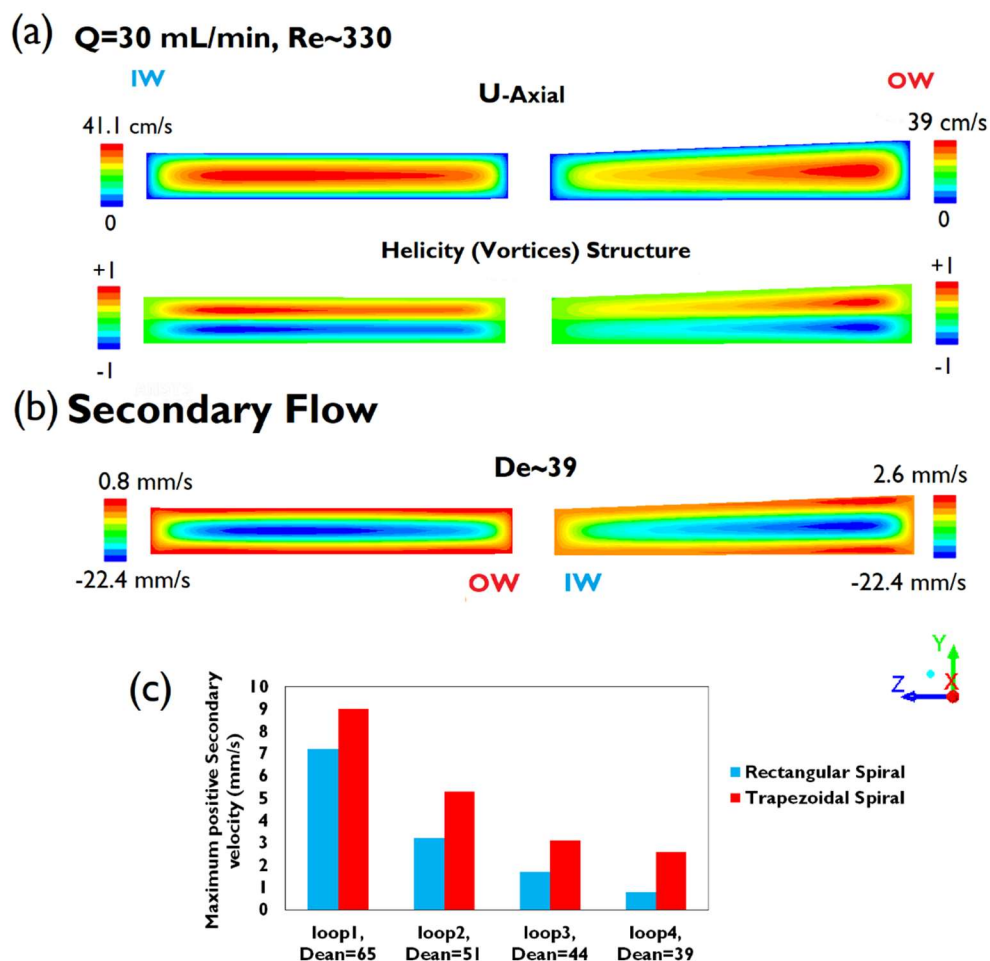 (a) Q=30 mL/min, Re~330
IW
OW
U-Axial
41.1 cm/s
39 cm/s
0
0
Helicity (Vortices) Structure
+1
+1
-1
-1
(b) Secondary Flow
De~39
0.8 mm/s
2.6 mm/s
-22.4 mm/s
-22.4 mm/s
OW
IW
(c)
Y
Z
X
Maximum positive Secondary
velocity (mm/s)
10
9
8
7
6
5
4
3
2
1
0
Rectangular Spiral
Trapezoidal Spiral
loop1,
Dean=65
loop2,
Dean=51
loop3,
Dean=44
loop4,
Dean=39